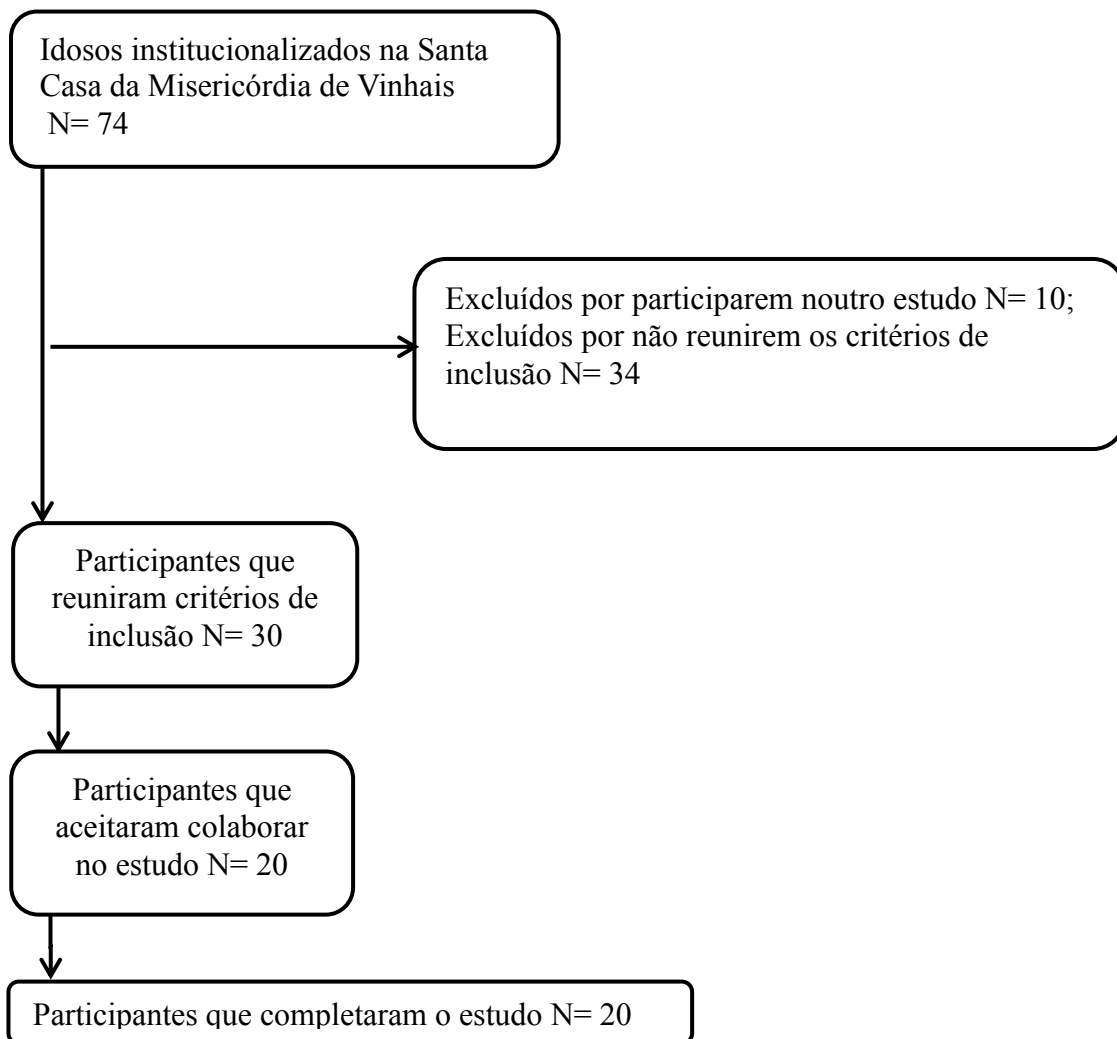 Idosos institucionalizados na Santa
Casa da Misericórdia de Vinhais
N= 74
Excluídos por participarem noutro estudo N= 10;
Excluídos por não reunirem os critérios de
inclusão N= 34
Participantes que
reuniram critérios de
inclusão N= 30
Participantes que
aceitaram colaborar
no estudo N= 20
Participantes que completaram o estudo N= 20